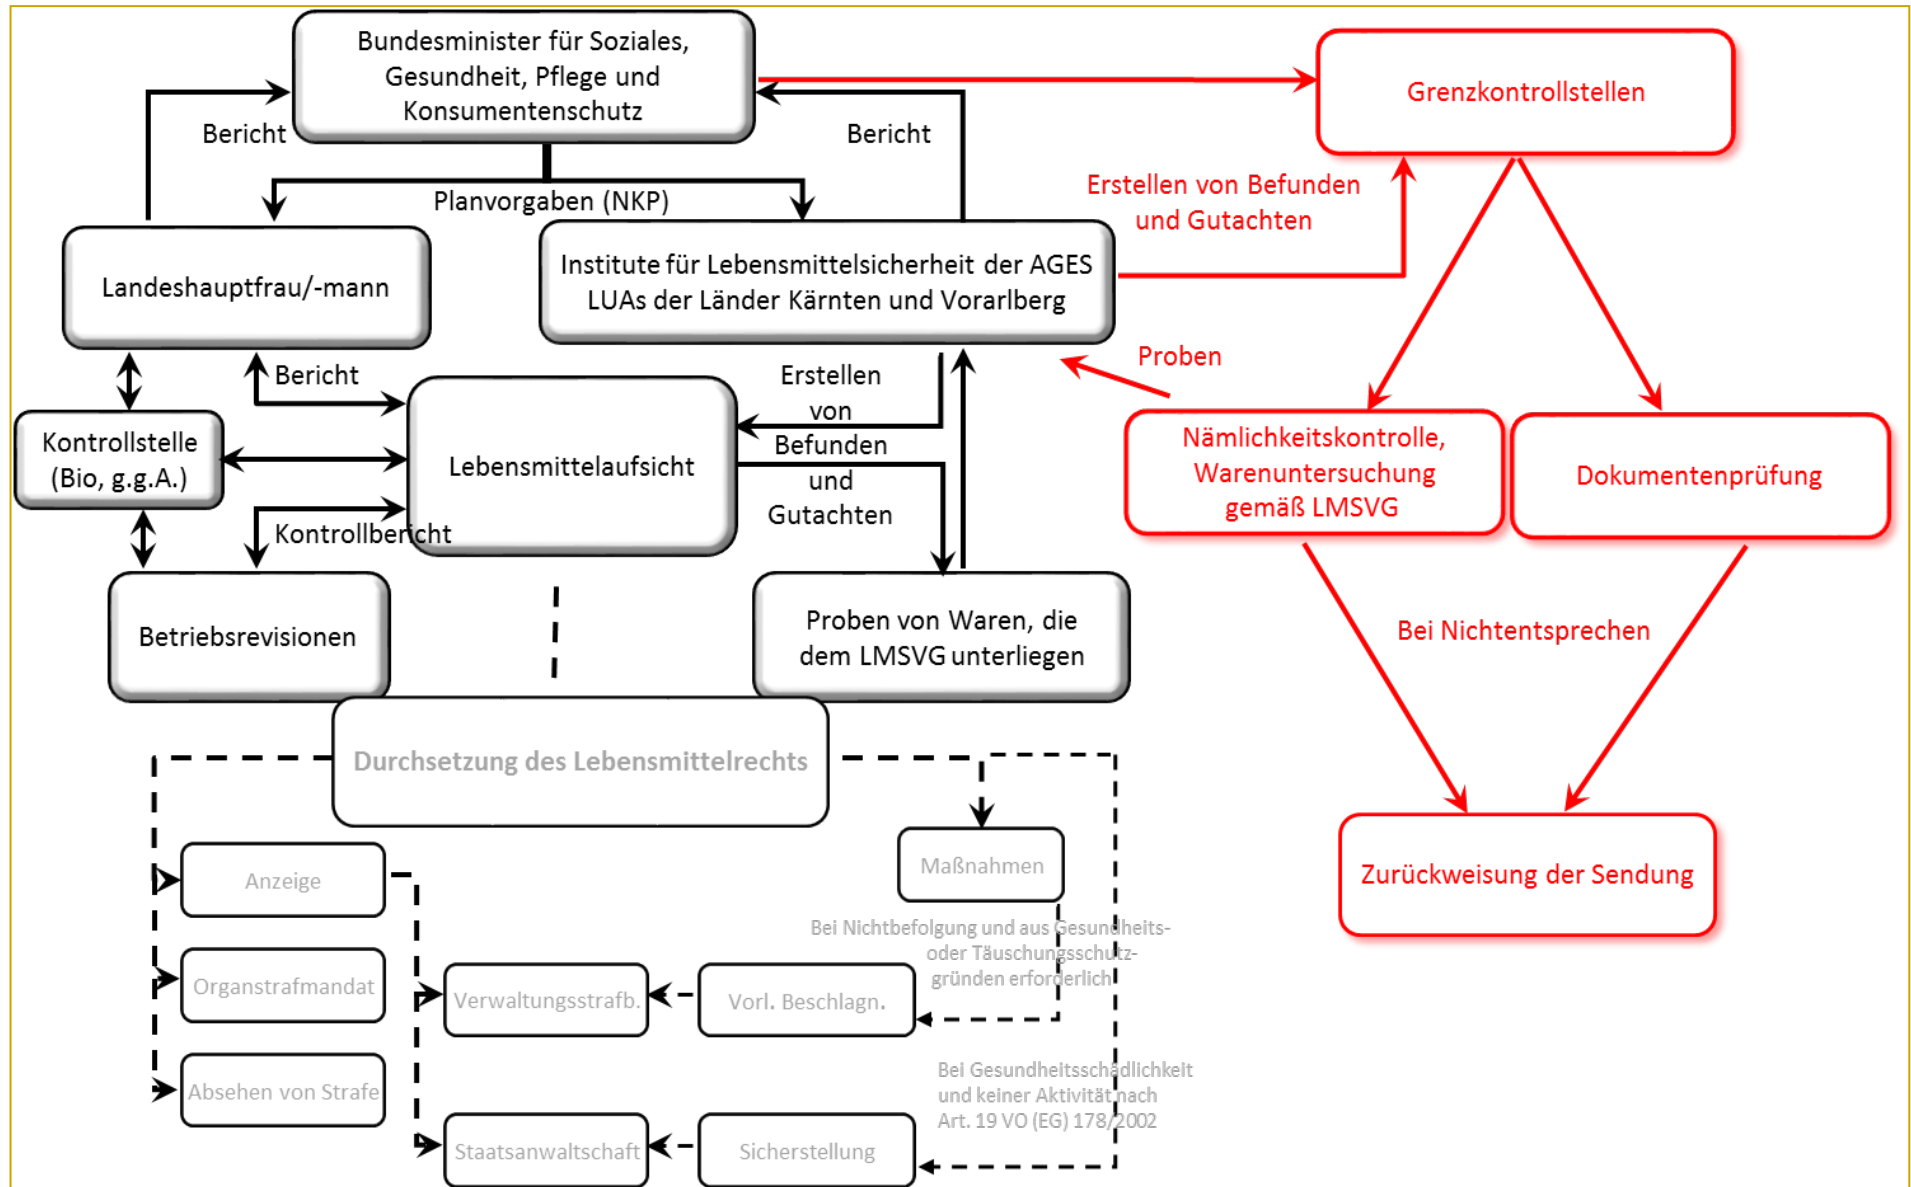 Bundesminister für Soziales,
Gesundheit, Pflege und
Konsumentenschutz
Grenzkontrollstellen
Bericht
Bericht
Planvorgaben (NKP)
Erstellen von Befunden
und Gutachten
Landeshauptfrau/-mann
Institute für Lebensmittelsicherheit der AGES
LUAs der Länder Kärnten und Vorarlberg
Proben
Bericht
Erstellen
von
Befunden
und
Gutachten
Kontrollstelle
(Bio, g.g.A.)
Lebensmittelaufsicht
Nämlichkeitskontrolle,
Warenuntersuchung
gemäß LMSVG
Dokumentenprüfung
Kontrollbericht
Betriebsrevisionen
Proben von Waren, die
dem LMSVG unterliegen
Bei Nichtentsprechen
Durchsetzung des Lebensmittelrechts
Anzeige
Maßnahmen
Zurückweisung der Sendung
Bei Nichtbefolgung und aus Gesundheits-
oder Täuschungsschutz-
gründen erforderlich
Organstrafmandat
Verwaltungsstrafb.
Vorl. Beschlagn.
Absehen von Strafe
Bei Gesundheitsschädlichkeit
und keiner Aktivität nach
Art. 19 VO (EG) 178/2002
Staatsanwaltschaft
Sicherstellung